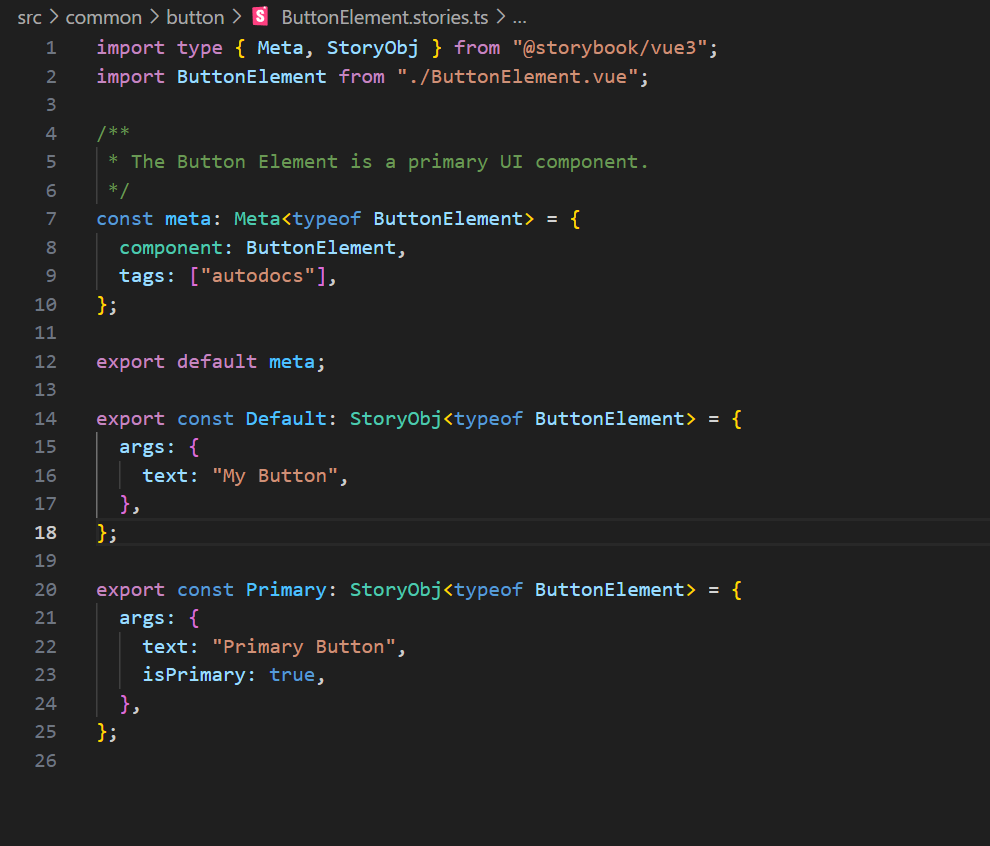 src > common > button > S ButtonElement.stories.ts > ...
1 import type { Meta, StoryObj } from "@storybook/vue3";
2 import ButtonElement from "./ButtonElement.vue";
3
4 /**
5  * The Button Element is a primary UI component.
6  */
7 const meta: Meta<typeof ButtonElement> = {
8   component: ButtonElement,
9   tags: ["autodocs"],
10 };
11
12 export default meta;
13
14 export const Default: StoryObj<typeof ButtonElement> = {
15   args: {
16     text: "My Button",
17   },
18 };
19
20 export const Primary: StoryObj<typeof ButtonElement> = {
21   args: {
22     text: "Primary Button",
23     isPrimary: true,
24   },
25 };
26